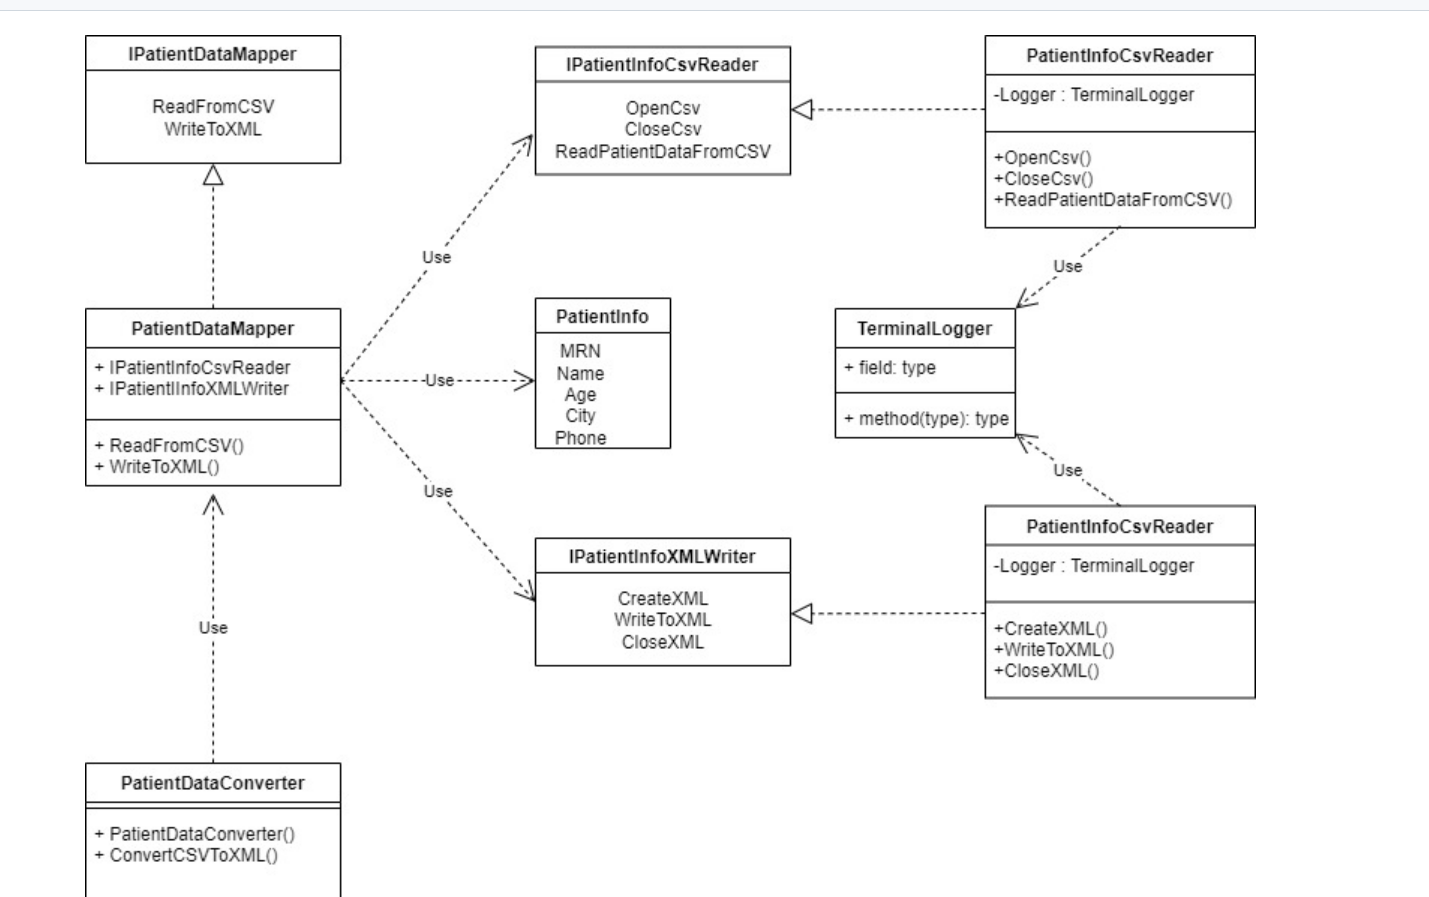 IPatientDataMapper
ReadFromCSV
WriteToXML
IPatientInfoCsvReader
OpenCsv
CloseCsv
ReadPatientDataFromCSV
PatientInfoCsvReader
-Logger : TerminalLogger
+OpenCsv()
+CloseCsv()
+ReadPatientDataFromCSV()
Use
Use
PatientDataMapper
+ IPatientInfoCsvReader
+ IPatientIInfoXMLWriter
+ ReadFromCSV()
+ WriteToXML()
Use
PatientInfo
MRN
Name
Age
City
Phone
TerminalLogger
+ field: type
+ method(type): type
Use
Use
IPatientInfoXMLWriter
CreateXML
WriteToXML
CloseXML
PatientInfoCsvReader
-Logger : TerminalLogger
+CreateXML()
+WriteToXML()
+CloseXML()
Use
PatientDataConverter
+ PatientDataConverter()
+ ConvertCSVToXML()